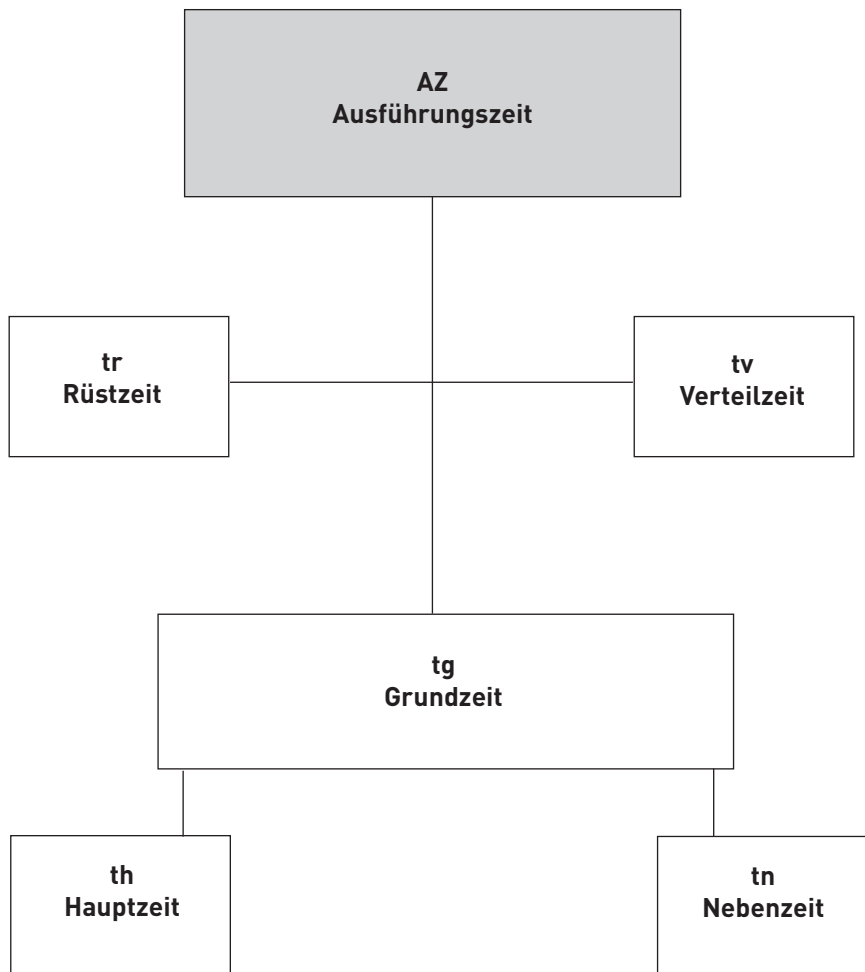 AZ
Ausführungszeit
tr
Rüstzeit
tv
Verteilzeit
tg
Grundzeit
th
Hauptzeit
tn
Nebenzeit